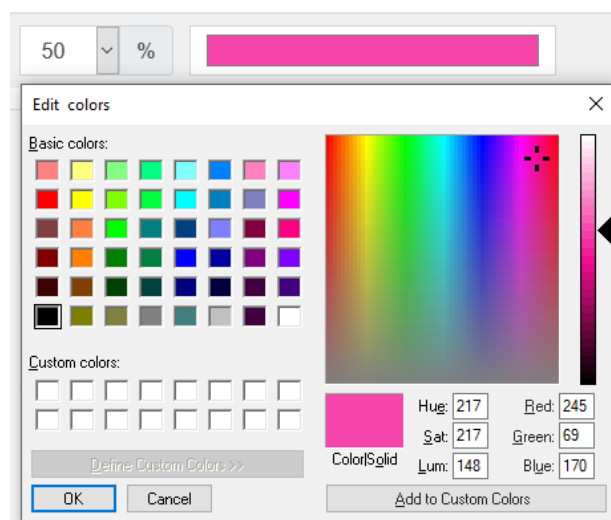 50 %
Edit colors
Basic colors:
Custom colors:
Define Custom Colors >>
OK Cancel
Color|Solid
Hue: 217 Red: 245
Sat: 217 Green: 69
Lum: 148 Blue: 170
Add to Custom Colors